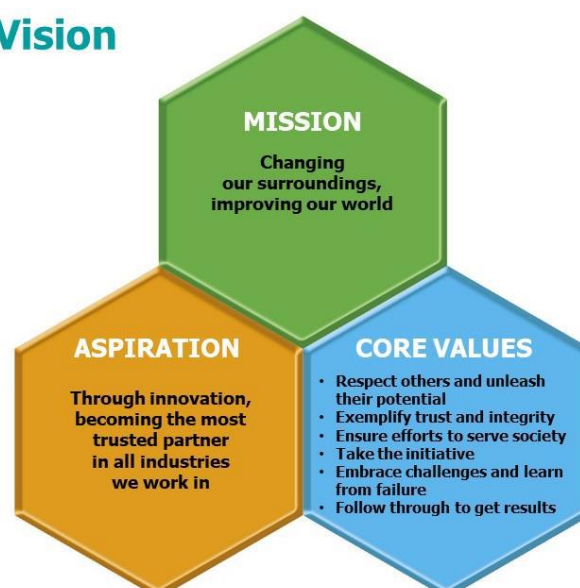 Vision
MISSION
Changing
our surroundings,
improving our world
ASPIRATION
Through innovation,
becoming the most
trusted partner
in all industries
we work in
CORE VALUES
• Respect others and unleash
their potential
• Exemplify trust and integrity
• Ensure efforts to serve society
• Take the initiative
• Embrace challenges and learn
from failure
• Follow through to get results